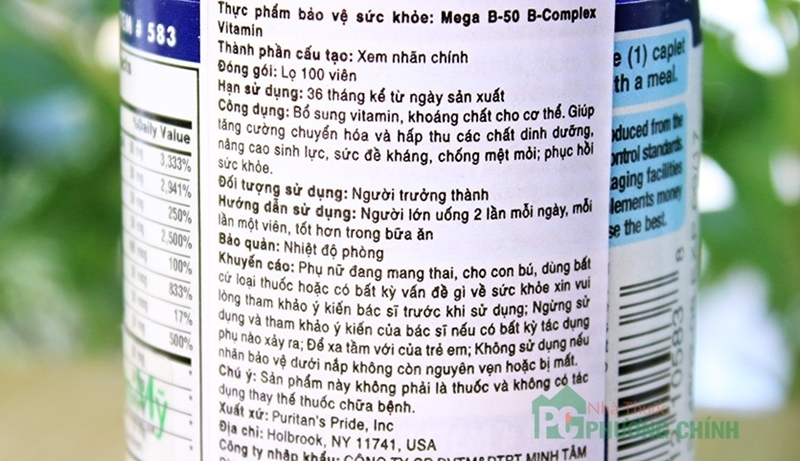 EM # 583
%Daily Value
3,333%
2,941%
250%
2,500%
100%
833%
17%
500%
Mỹ
Thực phẩm bảo vệ sức khỏe: Mega B-50 B-Complex
Vitamin
Thành phần cấu tạo: Xem nhãn chính
Đóng gói: Lọ 100 viên
Hạn sử dụng: 36 tháng kể từ ngày sản xuất
Công dụng: Bổ sung vitamin, khoáng chất cho cơ thể. Giúp
tăng cường chuyển hóa và hấp thu các chất dinh dưỡng,
nâng cao sinh lực, sức đề kháng, chống mệt mỏi; phục hồi
sức khỏe.
Đối tượng sử dụng: Người trưởng thành
Hướng dẫn sử dụng: Người lớn uống 2 lần mỗi ngày, mỗi
lần một viên, tốt hơn trong bữa ăn
Bảo quản: Nhiệt độ phòng
Khuyến cáo: Phụ nữ đang mang thai, cho con bú, dùng bất
cứ loại thuốc hoặc có bất kỳ vấn đề gì về sức khỏe xin vui
lòng tham khảo ý kiến bác sĩ trước khi sử dụng; Ngừng sử
dụng và tham khảo ý kiến của bác sĩ nếu có bất kỳ tác dụng
phụ nào xảy ra; Để xa tầm với của trẻ em; Không sử dụng nếu
nhãn bảo vệ dưới nắp không còn nguyên vẹn hoặc bị mất.
Chú ý: Sản phẩm này không phải là thuốc và không có tác
dụng thay thế thuốc chữa bệnh.
Xuất xứ: Puritan's Pride, Inc
Địa chỉ: Holbrook, NY 11741, USA
Công ty nhập khẩu: CÔNG TY CP DVTM&DTPT MINH TÂM
e (1) caplet
th a meal.
oduced from the
ontrol standards.
aging facilities
lements money
se the best.
Nhà Thuốc
PHƯƠNG CHÍNH